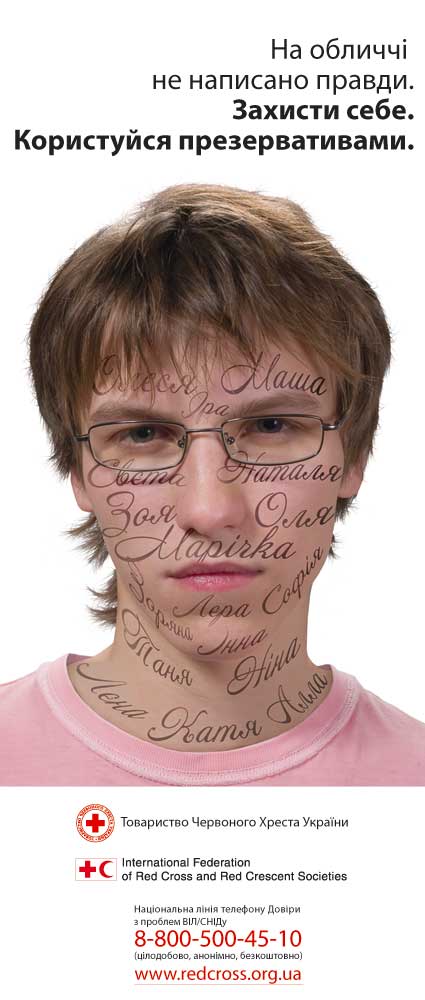 На обличчі
не написано правди.
Захисти себе.
Користуйся презервативами.
Олеся Маша
Іра
Свєта Наталя
Зоя Оля
Марічка
Зоряна Лера Софія
Інна
Таня Ніна
Лєна Катя Алла
Товариство Червоного Хреста України
International Federation
of Red Cross and Red Crescent Societies
Національна лінія телефону Довіри
з проблем ВІЛ/СНІДу
8-800-500-45-10
(цілодобово, анонімно, безкоштовно)
www.redcross.org.ua